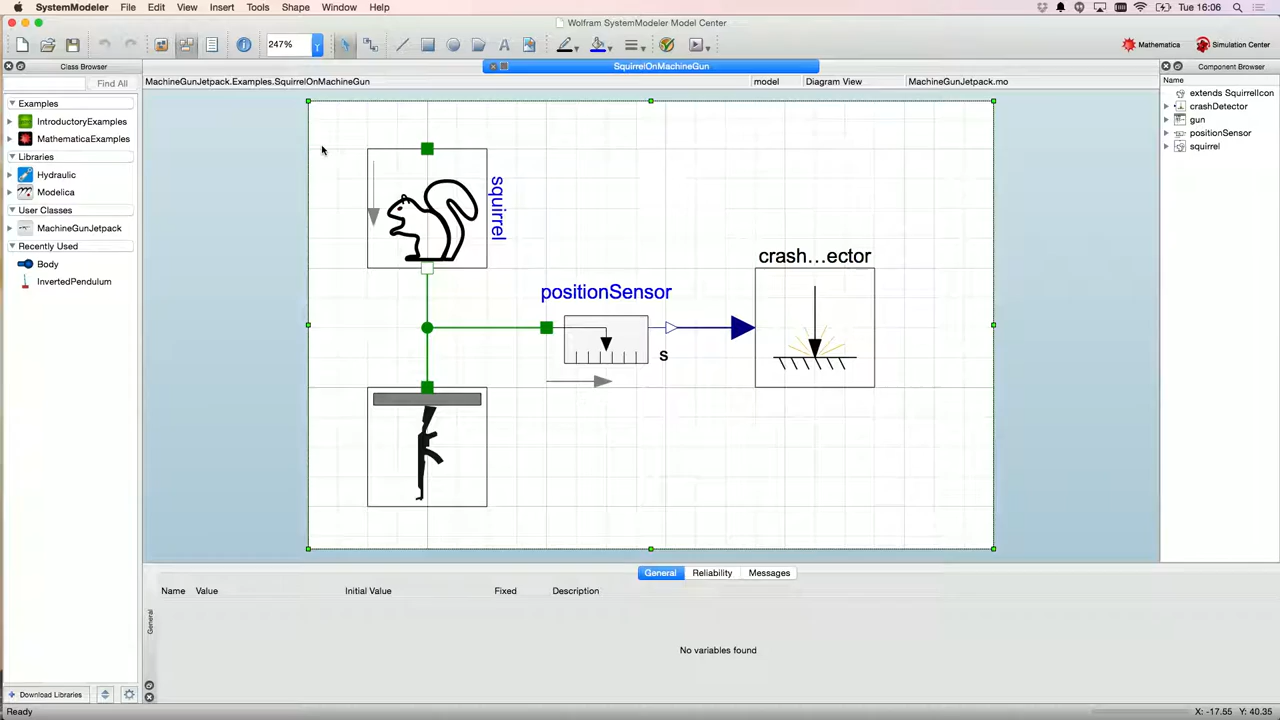 SystemModeler File Edit View Insert Tools Shape Window Help Tue 16:06
Wolfram SystemModeler Model Center
247% A Mathematica Simulation Center
Class Browser
SquirrelOnMachineGun
Component Browser
Find All
MachineGunJetpack.Examples.SquirrelOnMachineGun model Diagram View MachineGunJetpack.mo
Name
extends SquirrelIcon
crashDetector
gun
positionSensor
squirrel
Examples
IntroductoryExamples
MathematicaExamples
Libraries
Hydraulic
Modelica
User Classes
MachineGunJetpack
Recently Used
Body
InvertedPendulum
squirrel
crash...ector
positionSensor
s
General Reliability Messages
Name Value Initial Value Fixed Description
General
No variables found
Download Libraries
Ready
X: -17.55 Y: 40.35